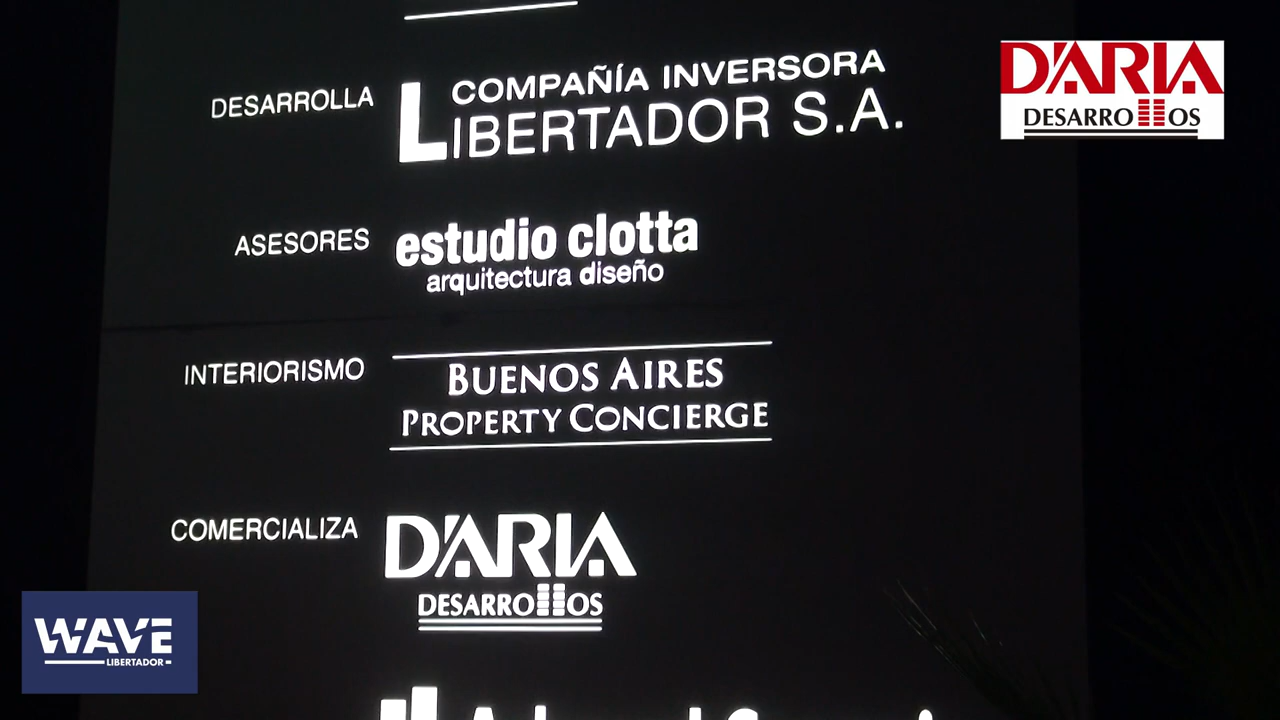 DESARROLLA
COMPAÑÍA INVERSORA
LIBERTADOR S.A.
D'ARIA
DESARROLLOS
ASESORES
estudio clotta
arquitectura diseño
INTERIORISMO
BUENOS AIRES
PROPERTY CONCIERGE
COMERCIALIZA
D'ARIA
DESARROLLOS
WAVE
LIBERTADOR